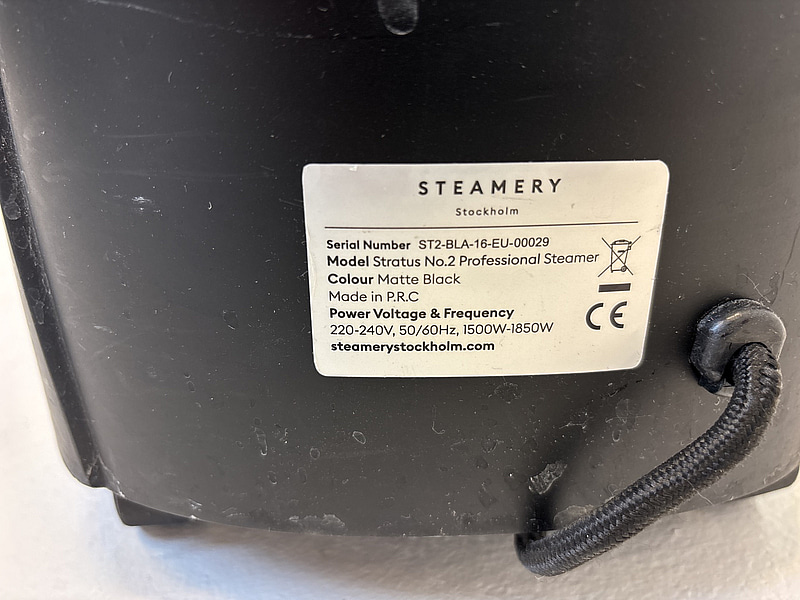 STEAMERY
Stockholm
Serial Number ST2-BLA-16-EU-00029
Model Stratus No.2 Professional Steamer
Colour Matte Black
Made in P.R.C
Power Voltage & Frequency
220-240V, 50/60Hz, 1500W-1850W
steamerystockholm.com
CE